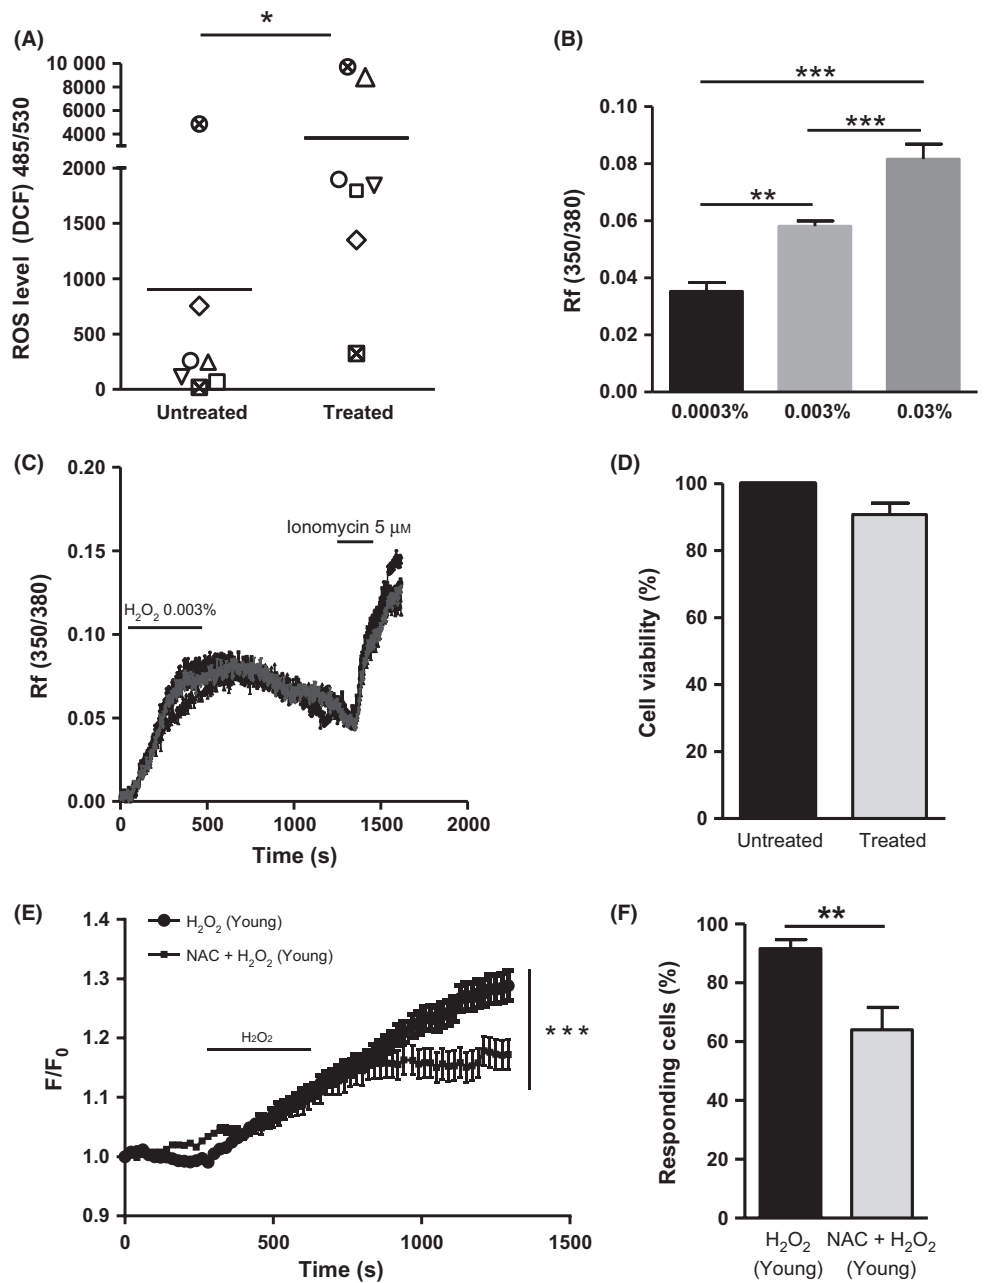 (A)
*
ROS level (DCF) 485/530
10 000
8000
6000
4000
2000
1500
1000
500
0
Untreated Treated
(B)
***
***
**
Rf (350/380)
0.10
0.08
0.06
0.04
0.02
0.00
0.0003% 0.003% 0.03%
(C)
Rf (350/380)
0.20
0.15
0.10
0.05
0.00
Ionomycin 5 μM
H₂O₂ 0.003%
0 500 1000 1500 2000
Time (s)
(D)
Cell viability (%)
100
80
60
40
20
0
Untreated Treated
(E)
F/F₀
1.4
1.3
1.2
1.1
1.0
0.9
H₂O₂ (Young)
NAC + H₂O₂ (Young)
H₂O₂
***
0 500 1000 1500
Time (s)
(F)
**
Responding cells (%)
100
80
60
40
20
0
H₂O₂ NAC + H₂O₂
(Young) (Young)